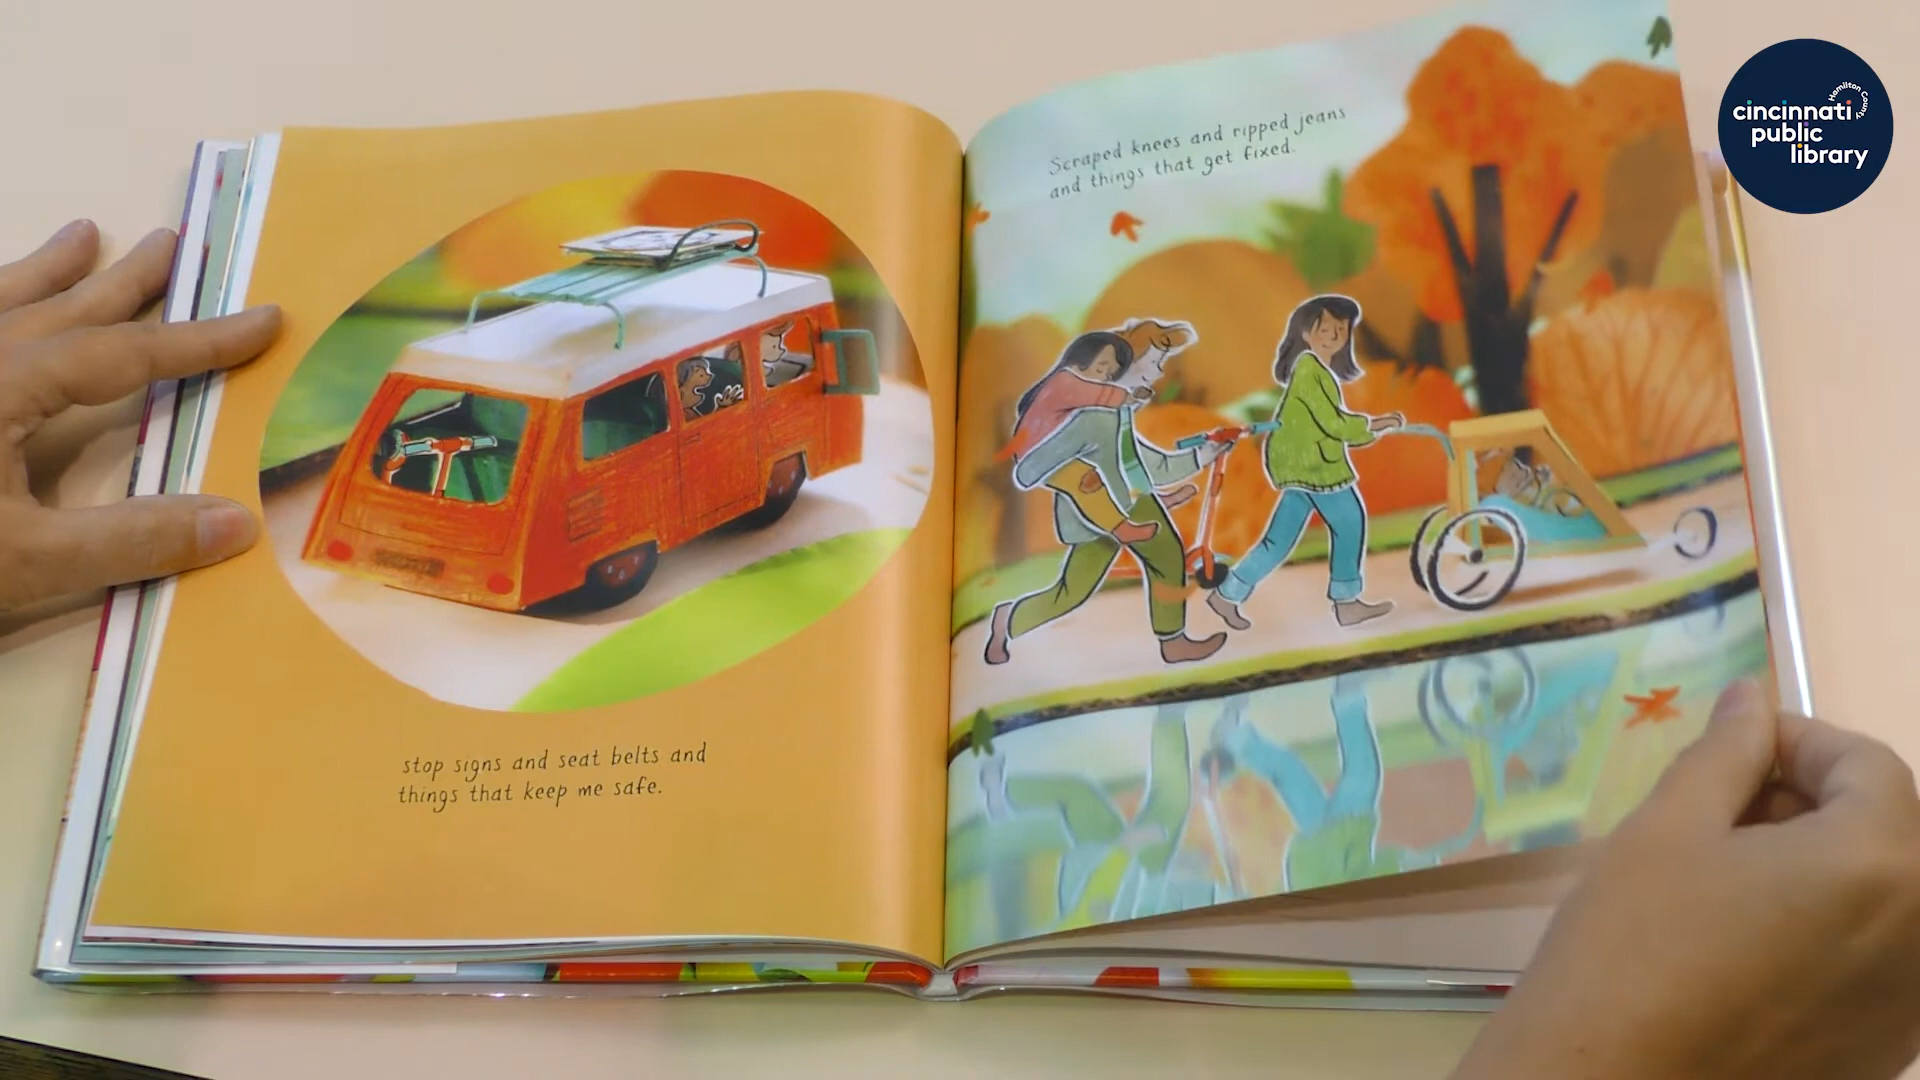 stop signs and seat belts and
things that keep me safe.
Scraped knees and ripped jeans
and things that get fixed.
cincinnati
Hamilton County
public
library